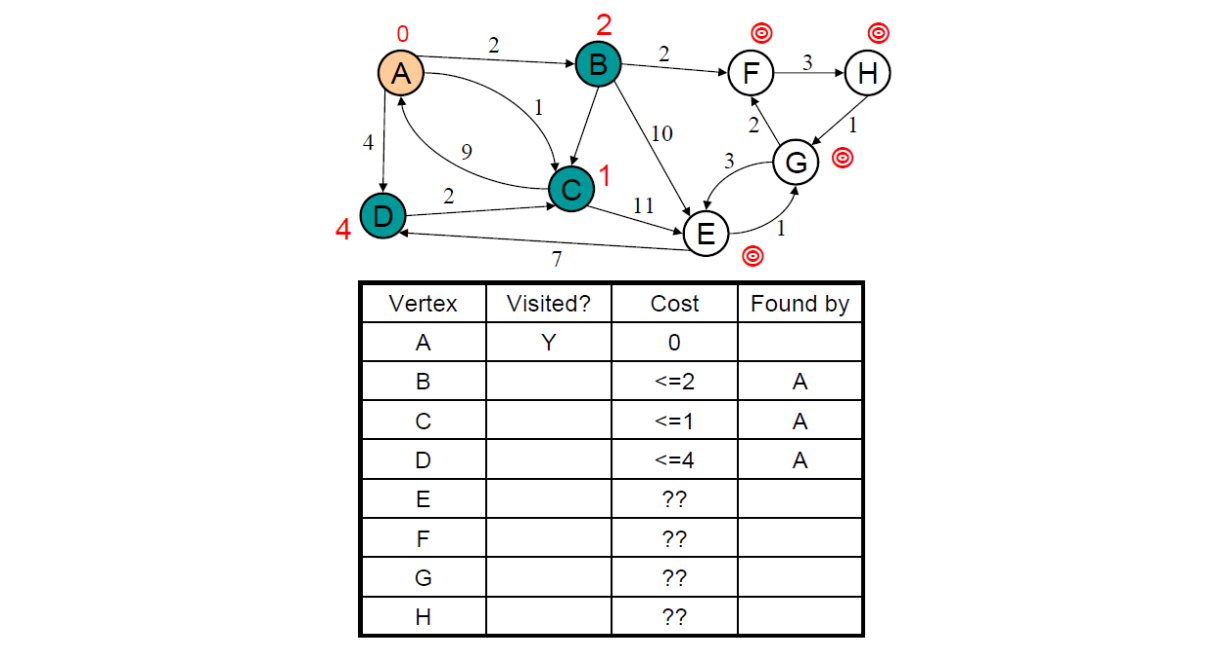 0
2
2
A
B
2
F
3
H
1
4
9
10
2
1
3
G
C
1
D
2
11
4
E
1
7
Vertex Visited? Cost Found by
A Y 0
B <=2 A
C <=1 A
D <=4 A
E ??
F ??
G ??
H ??